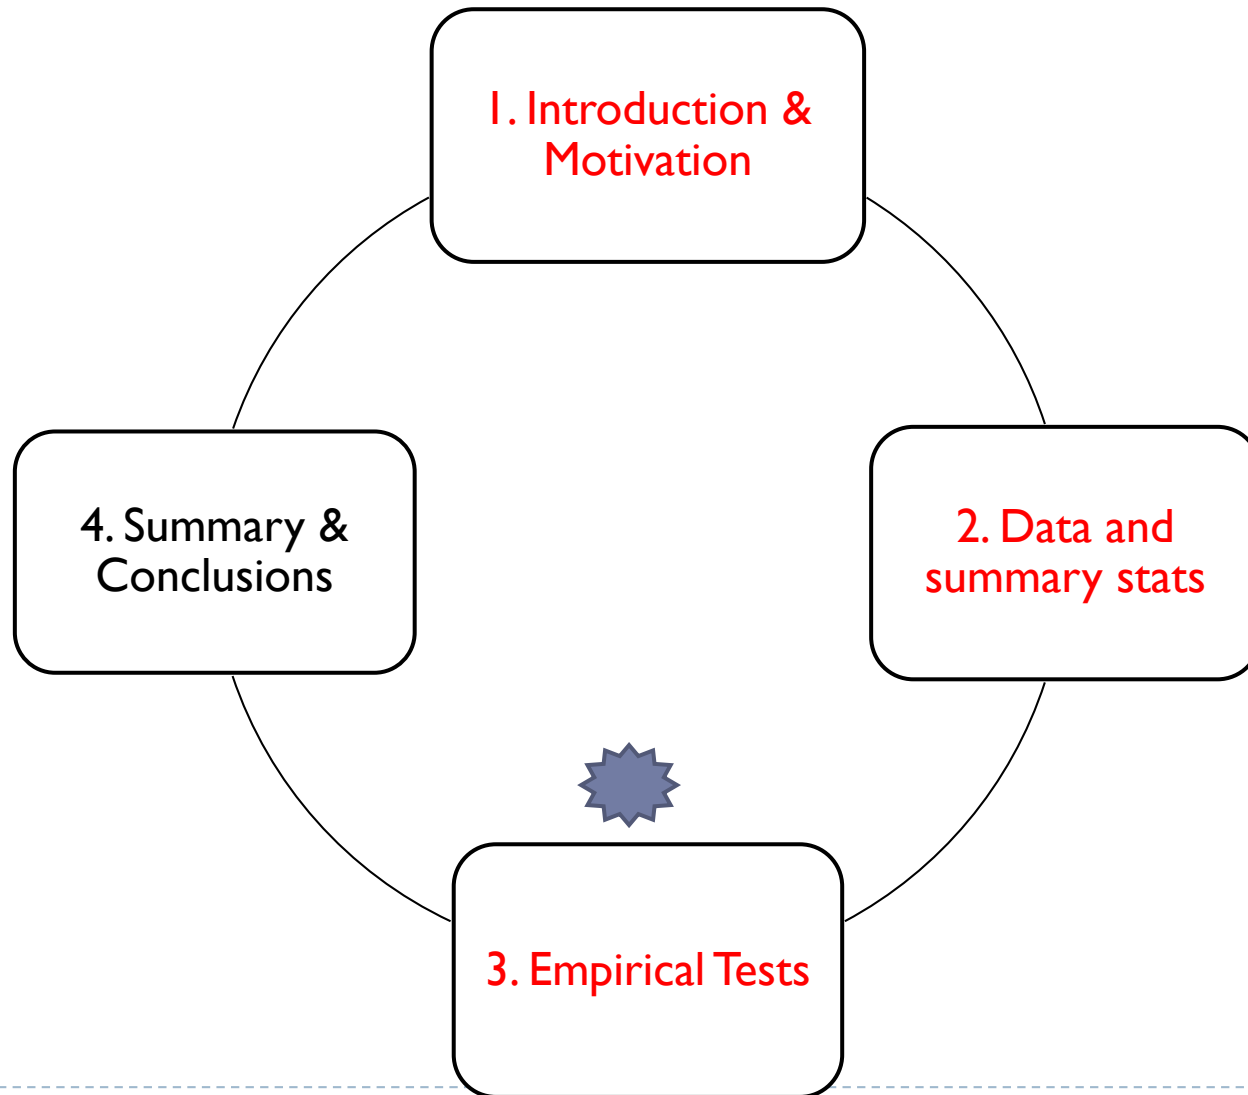 1. Introduction &
Motivation
2. Data and
summary stats
3. Empirical Tests
4. Summary &
Conclusions